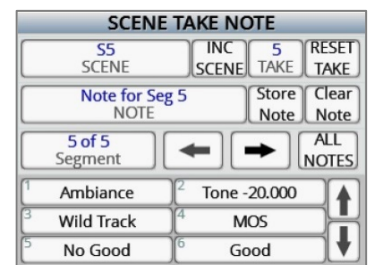 SCENE TAKE NOTE
S5 INC 5 RESET
SCENE SCENE TAKE TAKE
Note for Seg 5 Store Clear
NOTE Note Note
5 of 5 ALL
Segment NOTES
1 Ambiance 2 Tone -20.000
3 Wild Track 4 MOS
5 No Good 6 Good